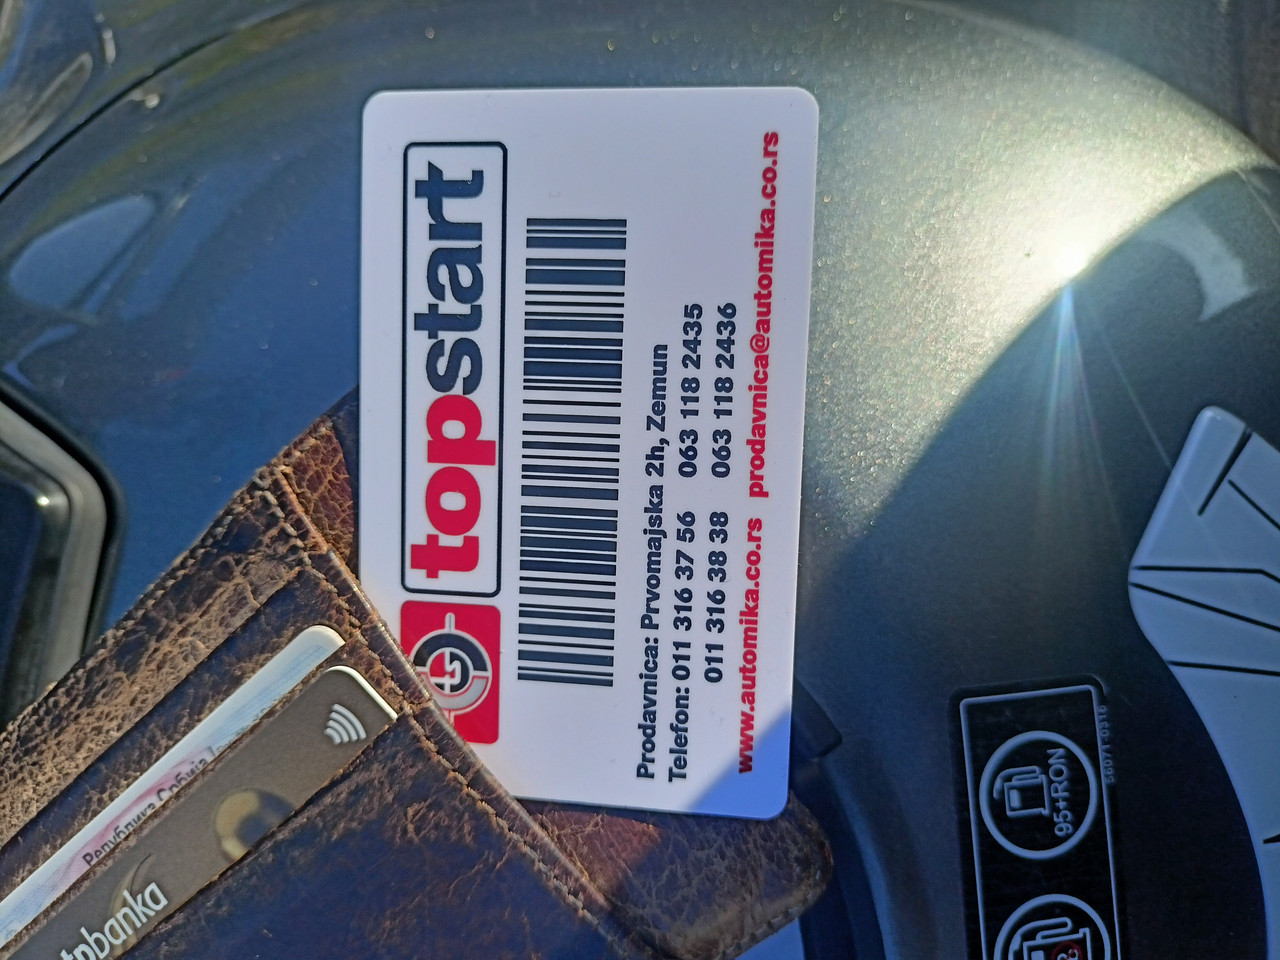 topstart
Prodavnica: Prvomajska 2h, Zemun
Telefon: 011 316 37 56 063 118 2435
011 316 38 38 063 118 2436
www.automika.co.rs prodavnica@automika.co.rs
Република Србија
banka
95+RON